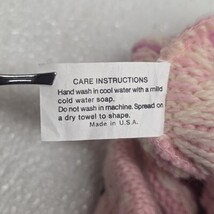 CARE INSTRUCTIONS
Hand wash in cool water with a mild
cold water soap.
Do not wash in machine. Spread on
a dry towel to shape.
Made in U.S.A.